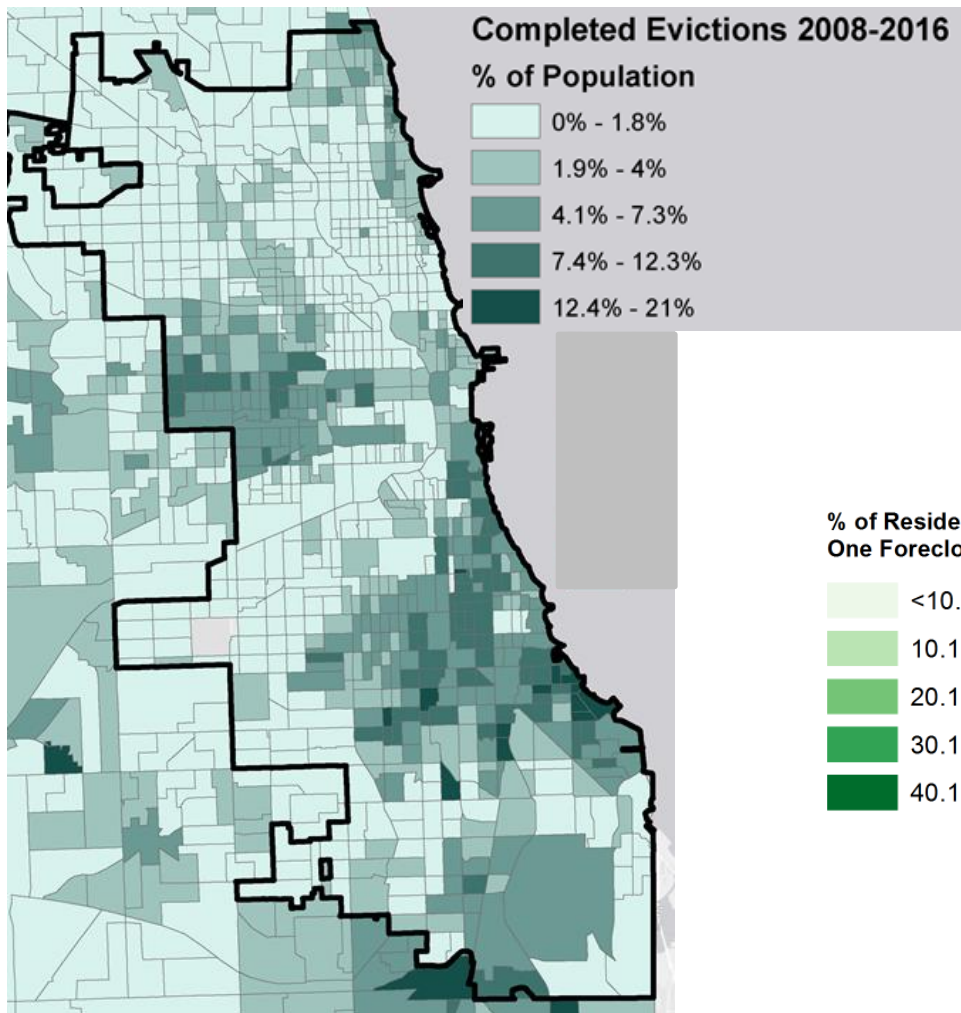 Completed Evictions 2008-2016
% of Population
0% - 1.8%
1.9% - 4%
4.1% - 7.3%
7.4% - 12.3%
12.4% - 21%
% of Reside
One Foreclo
<10.
10.1
20.1
30.1
40.1